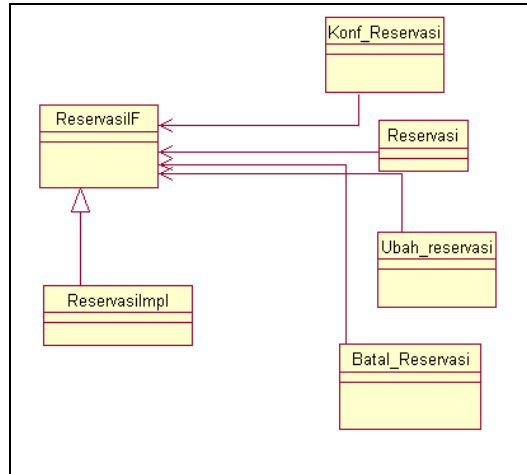 Konf_Reservasi
ReservasiIF
Reservasi
Ubah_reservasi
ReservasiImpl
Batal_Reservasi